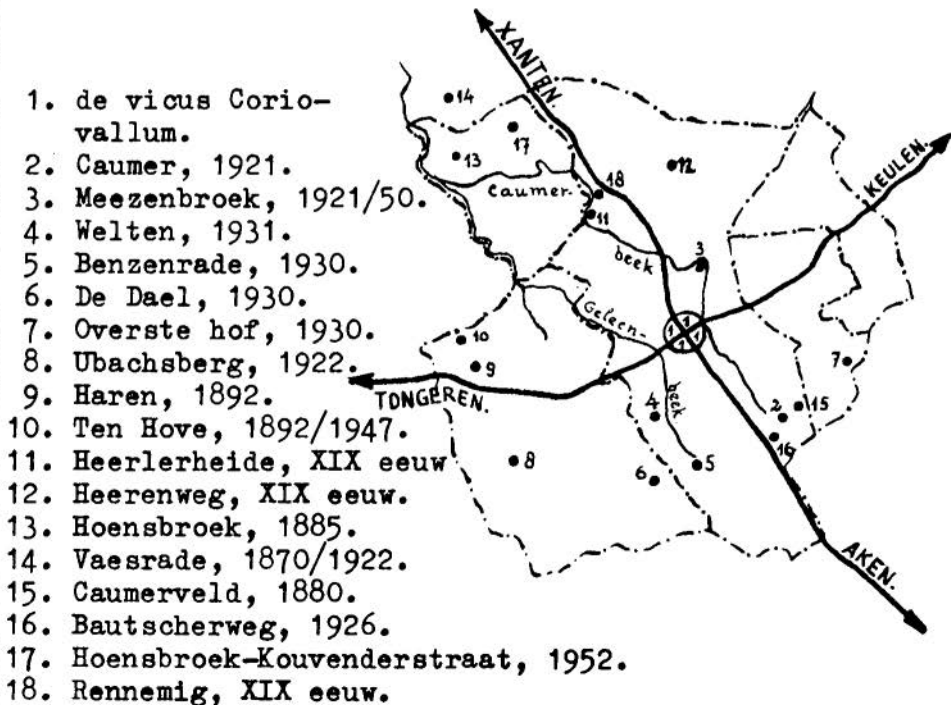 1. de vicus Corio-
vallum.
2. Caumer, 1921.
3. Meezenbroek, 1921/50.
4. Welten, 1931.
5. Benzenrade, 1930.
6. De Dael, 1930.
7. Overste hof, 1930.
8. Ubachsberg, 1922.
9. Haren, 1892.
10. Ten Hove, 1892/1947.
11. Heerlerheide, XIX eeuw
12. Heerenweg, XIX eeuw.
13. Hoensbroek, 1885.
14. Vaesrade, 1870/1922.
15. Caumerveld, 1880.
16. Bautscherweg, 1926.
17. Hoensbroek-Kouvenderstraat, 1952.
18. Rennemig, XIX eeuw.
XANTEN.
14
17
13
12
KEULEN.
Caumer-
18
11
beek
3
Geleen-
1 1 1 1
10
9
7
TONGEREN.
beek
4
2
15
16
8
6
5
AKEN.